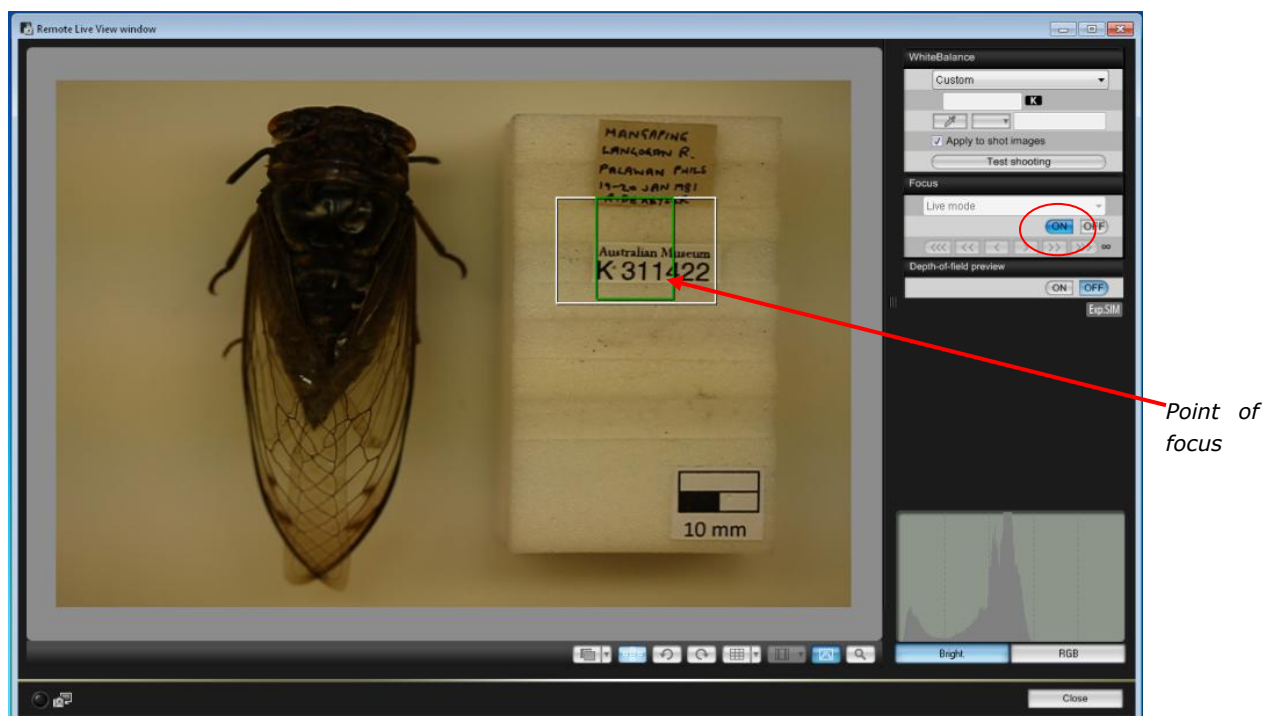 Remote Live View window
WhiteBalance
Custom
K
Apply to shot images
Test shooting
Focus
Live mode
ON OFF
<<< << < > >> >>> ∞
Depth-of-field preview
ON OFF
Exp.SIM
MANGAPING
LANGOGAN R.
PALAWAN PHILS
19-20 JAN 1981
Australian Museum
K 311422
10 mm
Point of
focus
Bright.
RGB
Close